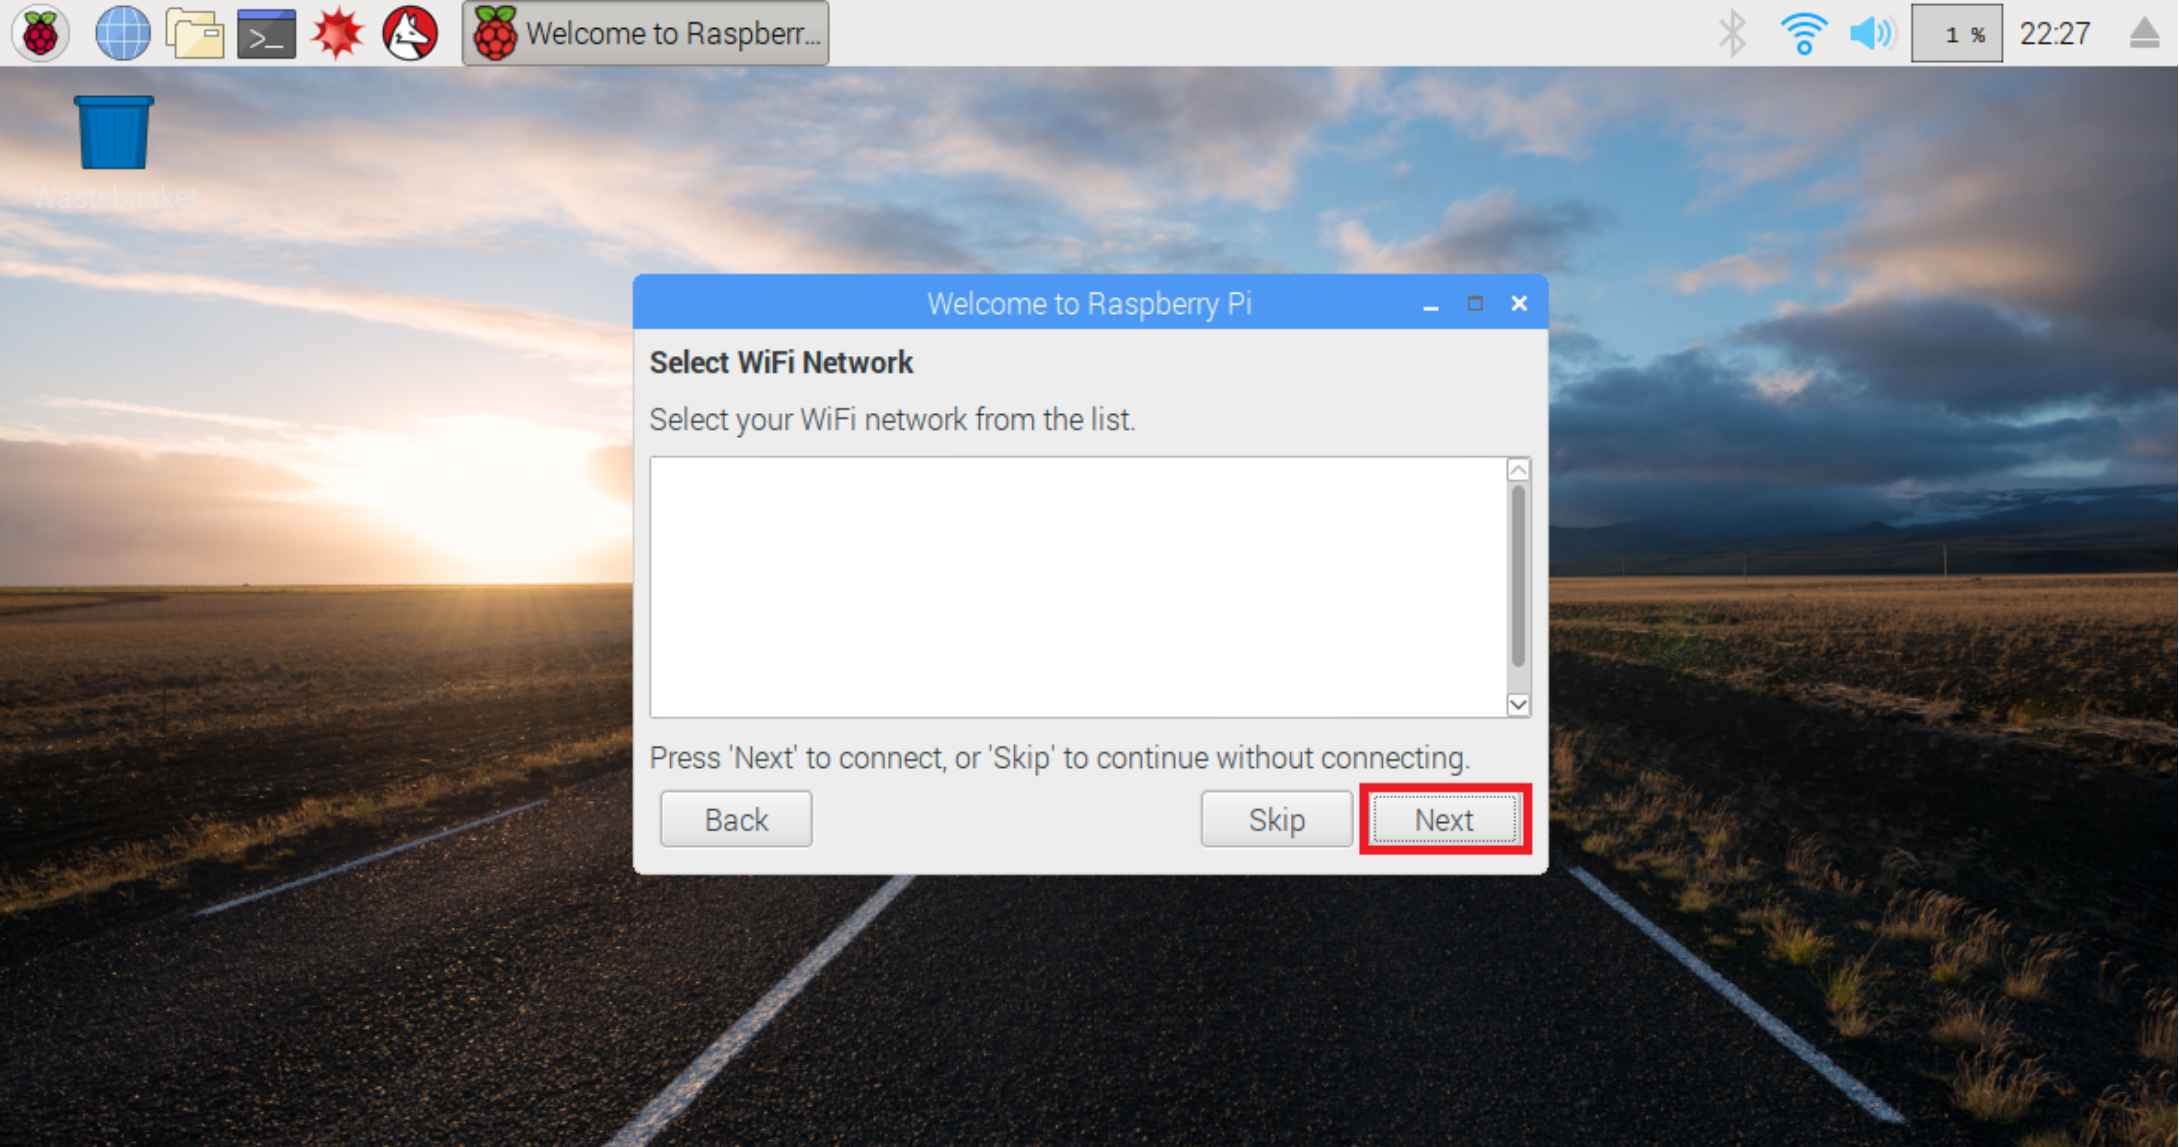 Welcome to Raspberr...
1 %
22:27
Wastebasket
Welcome to Raspberry Pi
Select WiFi Network
Select your WiFi network from the list.
Press 'Next' to connect, or 'Skip' to continue without connecting.
Back
Skip
Next